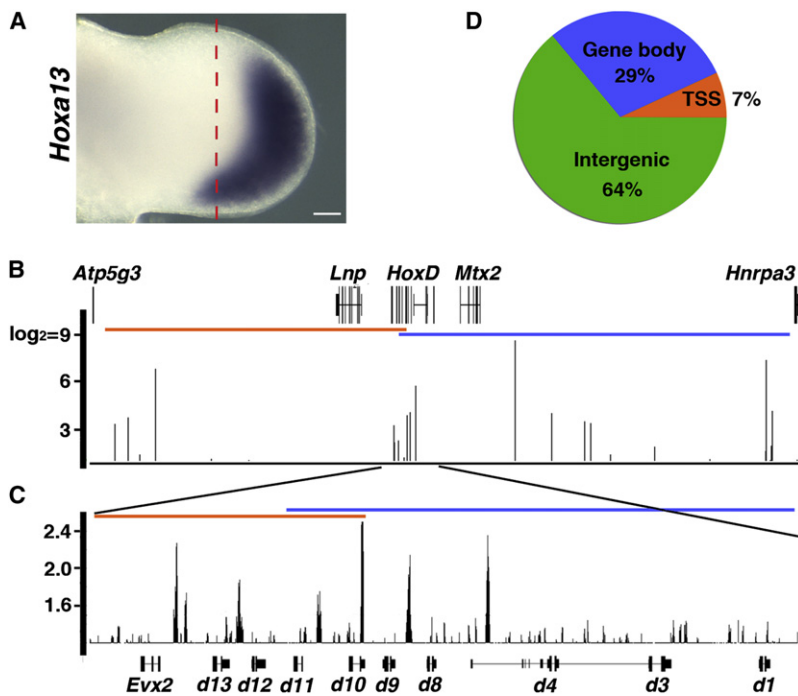 A
Hoxa13
D
Gene body
29%
TSS 7%
Intergenic
64%
B
Atp5g3 Lnp HoxD Mtx2 Hnrpa3
log2=9
6
3
C
2.4
2.0
1.6
Evx2 d13 d12 d11 d10 d9 d8 d4 d3 d1